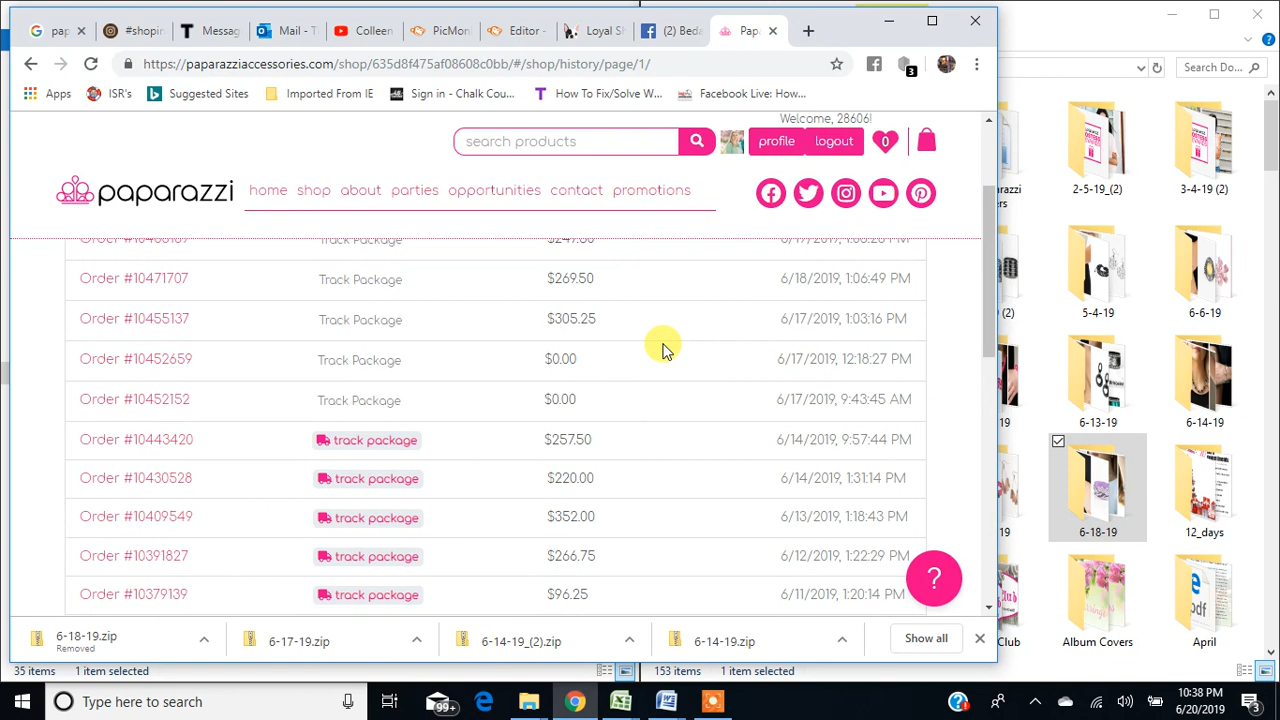 pap
#shopin
Messag
Mail - T
Colleen
PicMon
Editor -
Loyal Sh
(2) Beda
Papa
https://paparazziaccessories.com/shop/635d8f475af08608c0bb/#/shop/history/page/1/
3
Search Do...
Apps ISR's Suggested Sites Imported From IE Sign in - Chalk Cou... How To Fix/Solve W... Facebook Live: How...
Welcome, 28606!
search products profile logout 0
paparazzi home shop about parties opportunities contact promotions
Track Package
Order #10471707 Track Package $269.50 6/18/2019, 1:06:49 PM
Order #10455137 Track Package $305.25 6/17/2019, 1:03:16 PM
Order #10452659 Track Package $0.00 6/17/2019, 12:18:27 PM
Order #10452152 Track Package $0.00 6/17/2019, 9:43:45 AM
Order #10443420 track package $257.50 6/14/2019, 9:57:44 PM
Order #10430528 track package $220.00 6/14/2019, 1:31:14 PM
Order #10409549 track package $352.00 6/13/2019, 1:18:43 PM
Order #10391827 track package $266.75 6/12/2019, 1:22:29 PM
Order #10379139 track package $96.25
?
2-5-19_(2) 3-4-19 (2)
(2) 5-4-19 6-6-19
19 6-13-19 6-14-19
19 6-18-19 12_days
Club Album Covers April
6-18-19.zip
Removed
6-17-19.zip
6-14-19_(2).zip
6-14-19.zip
Show all
35 items 1 item selected
153 items 1 item selected
Type here to search
99+
10:38 PM
6/20/2019
3